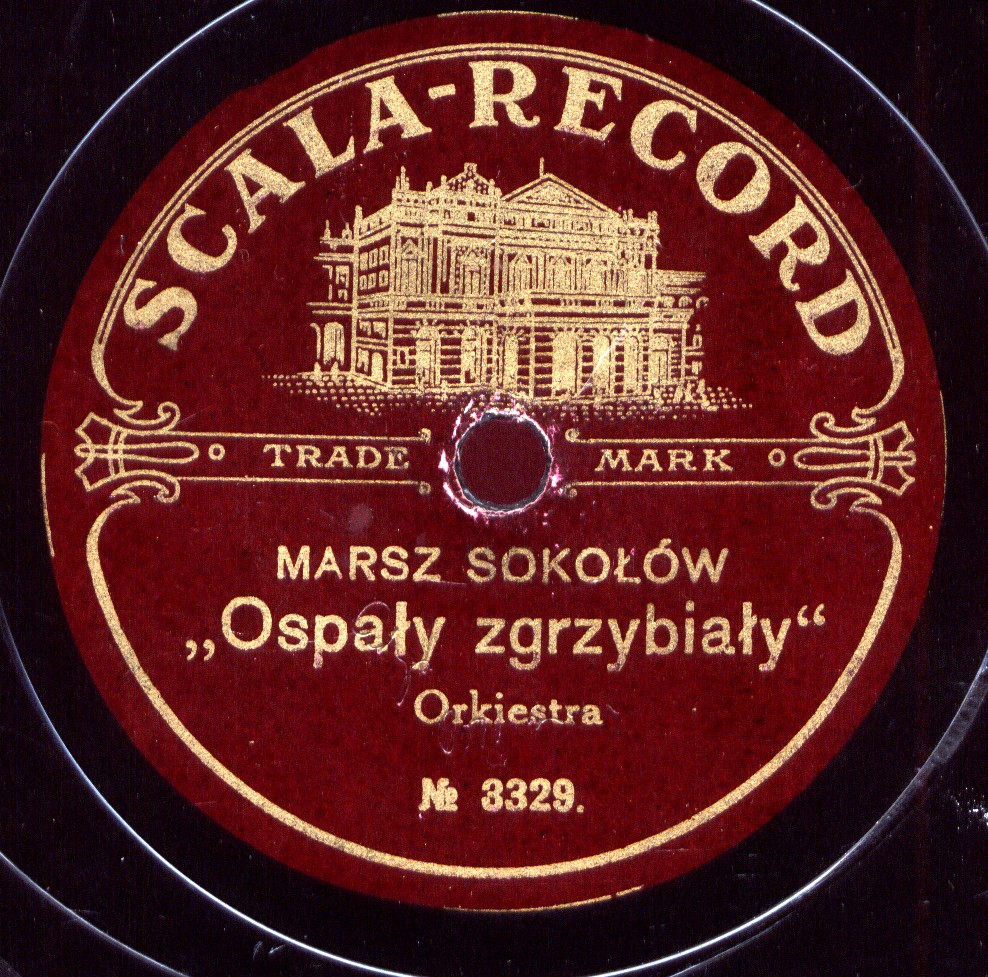 SCALA-RECORD
TRADE MARK
MARSZ SOKOŁÓW
„Ospały zgrzybiały“
Orkiestra
№ 3329.